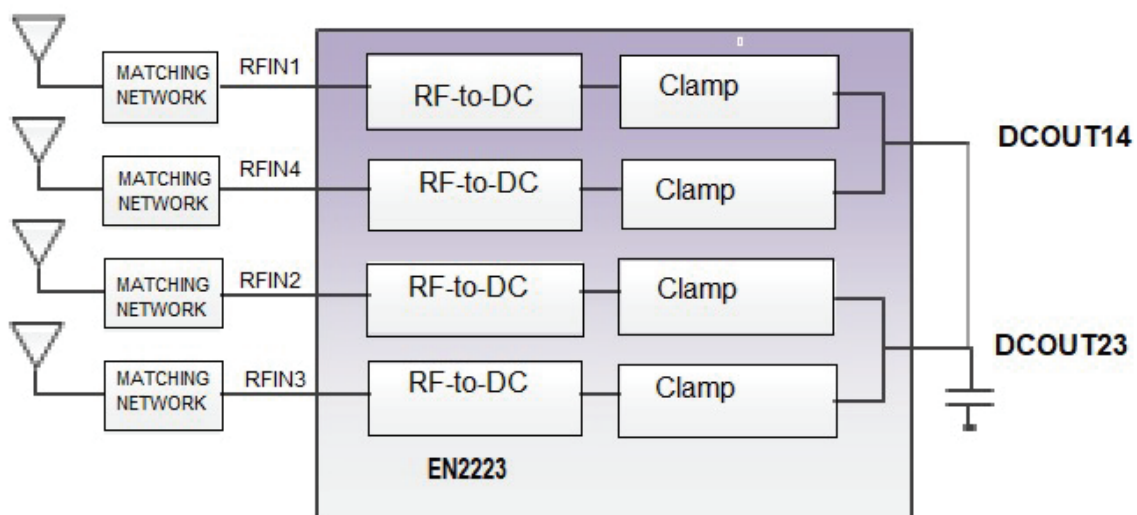 MATCHING
NETWORK
RFIN1
RF-to-DC
Clamp
DCOUT14
MATCHING
NETWORK
RFIN4
RF-to-DC
Clamp
MATCHING
NETWORK
RFIN2
RF-to-DC
Clamp
DCOUT23
MATCHING
NETWORK
RFIN3
RF-to-DC
Clamp
EN2223